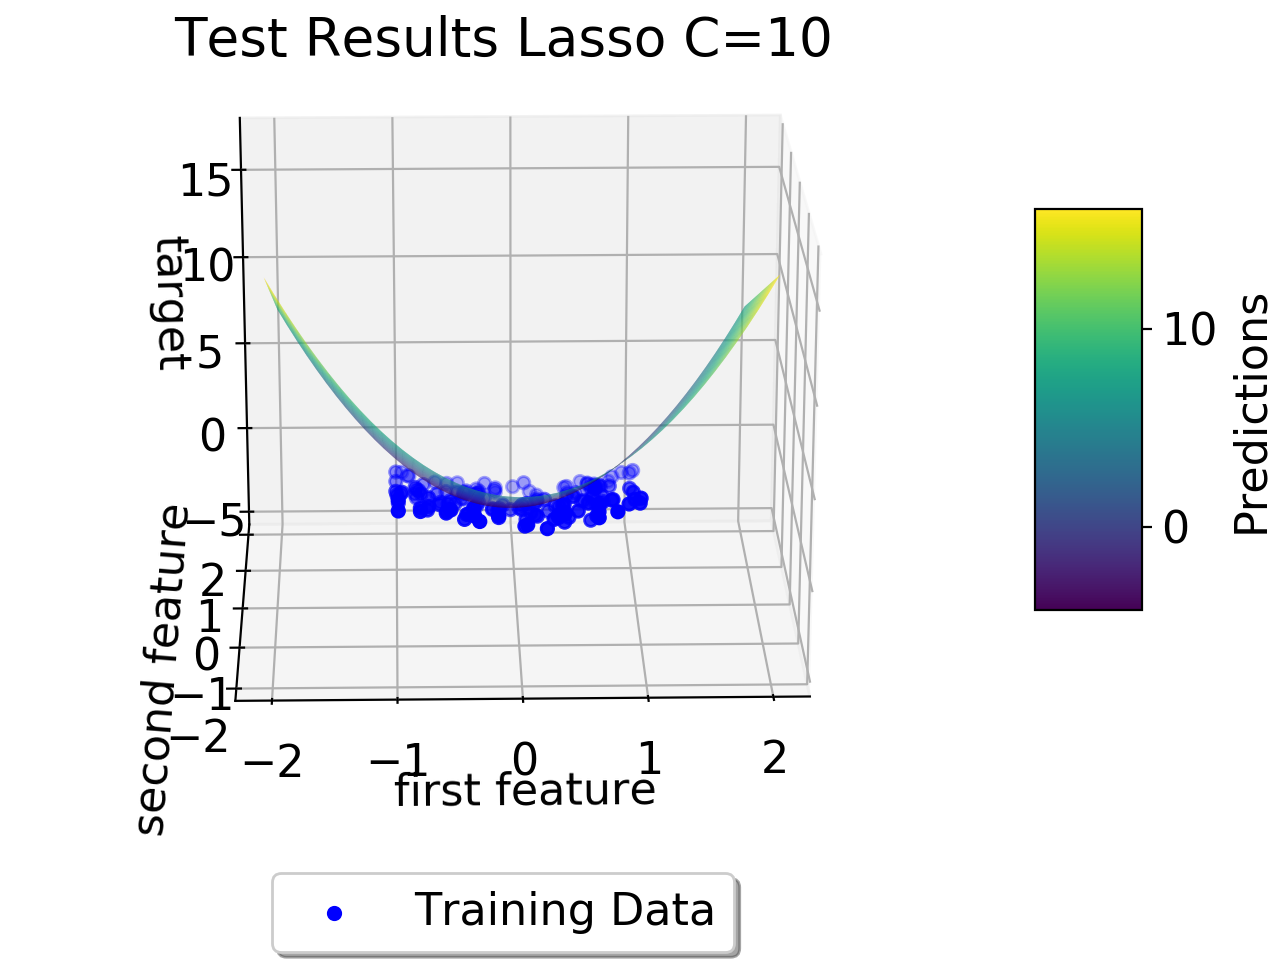 Test Results Lasso C=10
15
10
5
0
−5
target
2
1
0
−1
−2
second feature
−2
−1
0
1
2
first feature
10
0
Predictions
Training Data